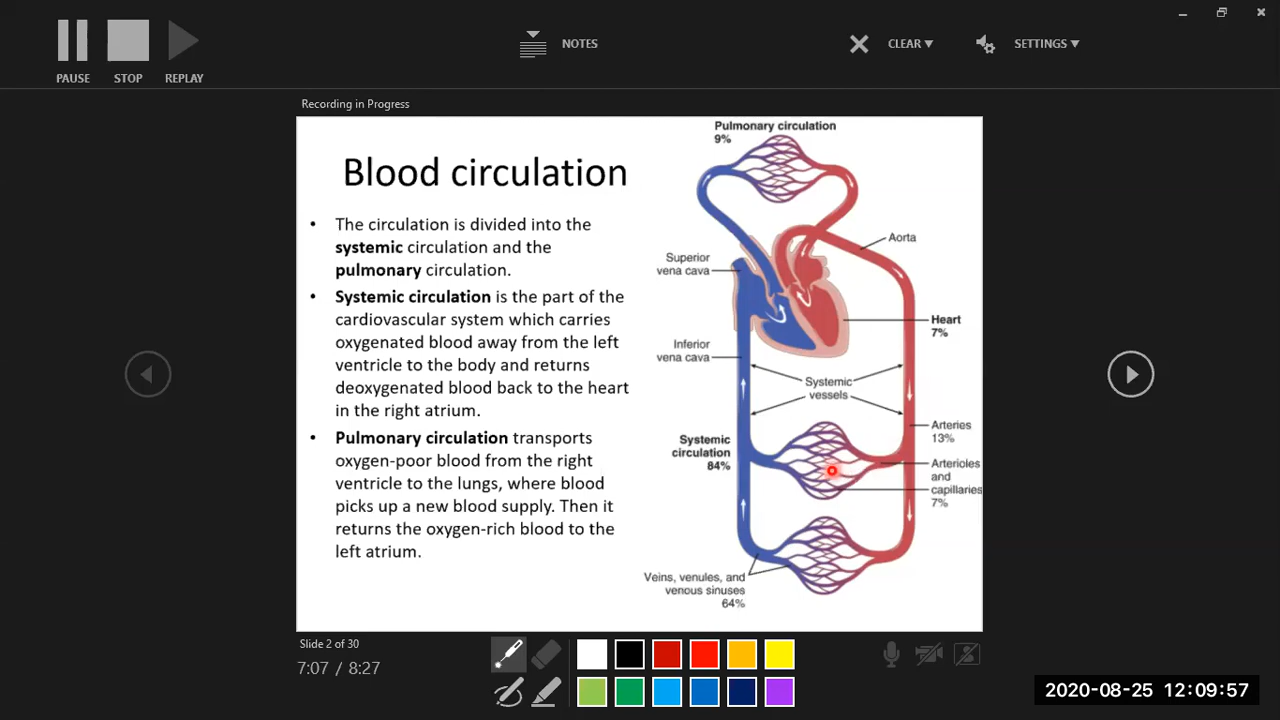 PAUSE
STOP
REPLAY
NOTES
CLEAR
SETTINGS
Recording in Progress
Blood circulation
• The circulation is divided into the
systemic circulation and the
pulmonary circulation.
• Systemic circulation is the part of the
cardiovascular system which carries
oxygenated blood away from the left
ventricle to the body and returns
deoxygenated blood back to the heart
in the right atrium.
• Pulmonary circulation transports
oxygen-poor blood from the right
ventricle to the lungs, where blood
picks up a new blood supply. Then it
returns the oxygen-rich blood to the
left atrium.
Pulmonary circulation
9%
Aorta
Superior
vena cava
Heart
7%
Inferior
vena cava
Systemic
vessels
Arteries
13%
Systemic
circulation
84%
Arterioles
and
capillaries
7%
Veins, venules, and
venous sinuses
64%
Slide 2 of 30
7:07 / 8:27
2020-08-25 12:09:57